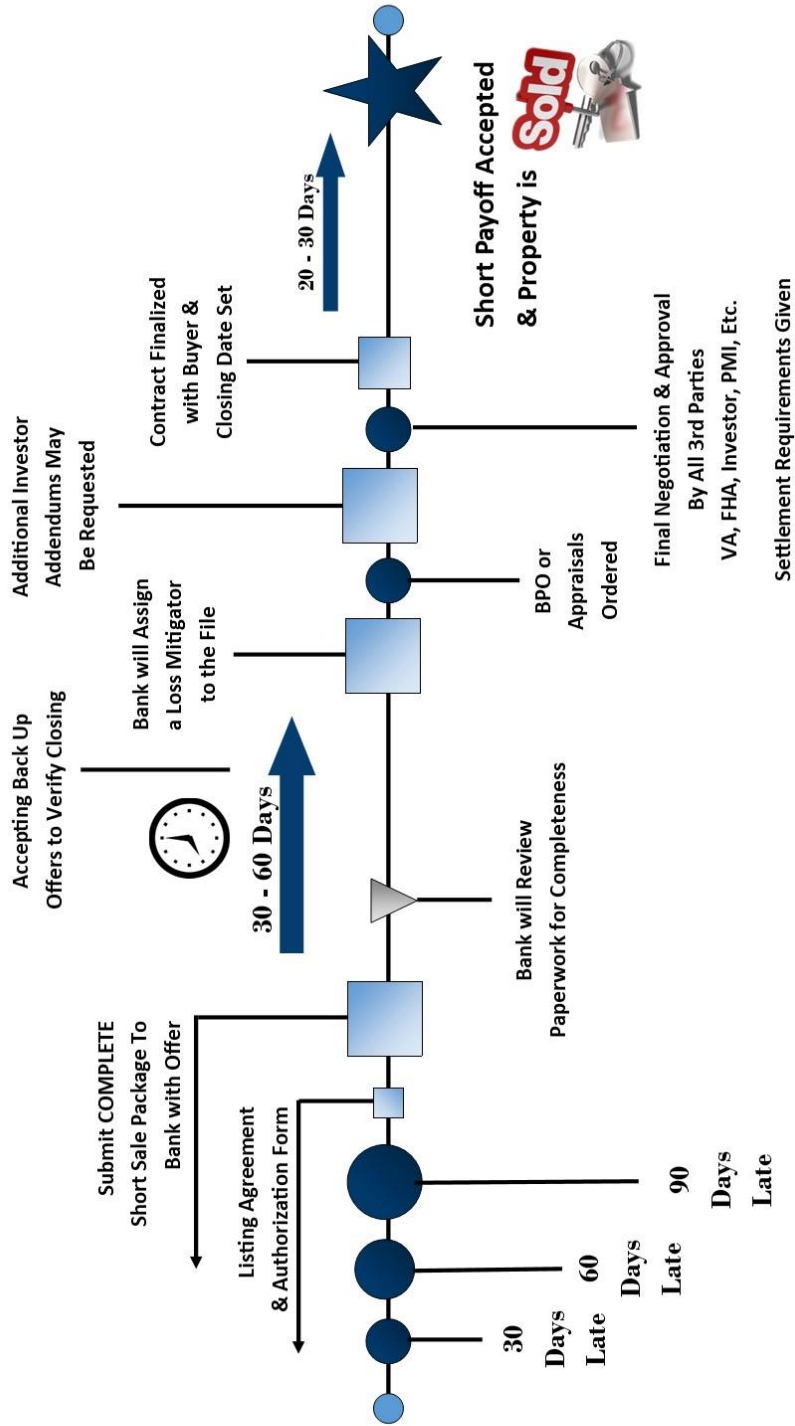 Accepting Back Up
Offers to Verify Closing
Additional Investor
Addendums May
Be Requested
Submit COMPLETE
Short Sale Package To
Bank with Offer
Bank will Assign
a Loss Mitigator
to the File
Contract Finalized
with Buyer &
Closing Date Set
Listing Agreement
& Authorization Form
30 - 60 Days
20 - 30 Days
30
Days
Late
60
Days
Late
90
Days
Late
Bank will Review
Paperwork for Completeness
BPO or
Appraisals
Ordered
Final Negotiation & Approval
By All 3rd Parties
VA, FHA, Investor, PMI, Etc.
Settlement Requirements Given
Short Payoff Accepted
& Property is
Sold